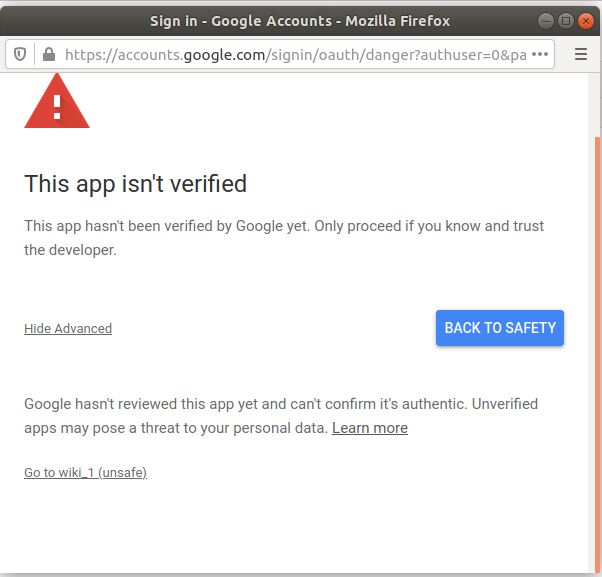 Sign in - Google Accounts - Mozilla Firefox
https://accounts.google.com/signin/oauth/danger?authuser=0&pa
This app isn't verified
This app hasn't been verified by Google yet. Only proceed if you know and trust
the developer.
Hide Advanced
BACK TO SAFETY
Google hasn't reviewed this app yet and can't confirm it's authentic. Unverified
apps may pose a threat to your personal data. Learn more
Go to wiki_1 (unsafe)